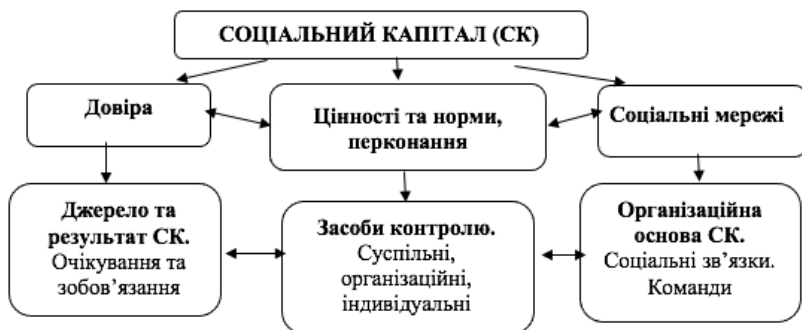 СОЦІАЛЬНИЙ КАПІТАЛ (СК)
Довіра
Цінності та норми,
перконання
Соціальні мережі
Джерело та
результат СК.
Очікування та
зобов’язання
Засоби контролю.
Суспільні,
організаційні,
індивідуальні
Організаційна
основа СК.
Соціальні зв’язки.
Команди